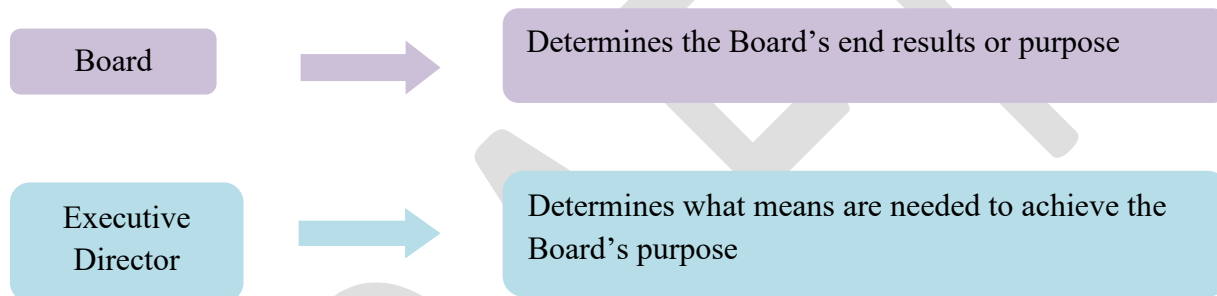 Board
Determines the Board’s end results or purpose
Executive
Director
Determines what means are needed to achieve the
Board’s purpose